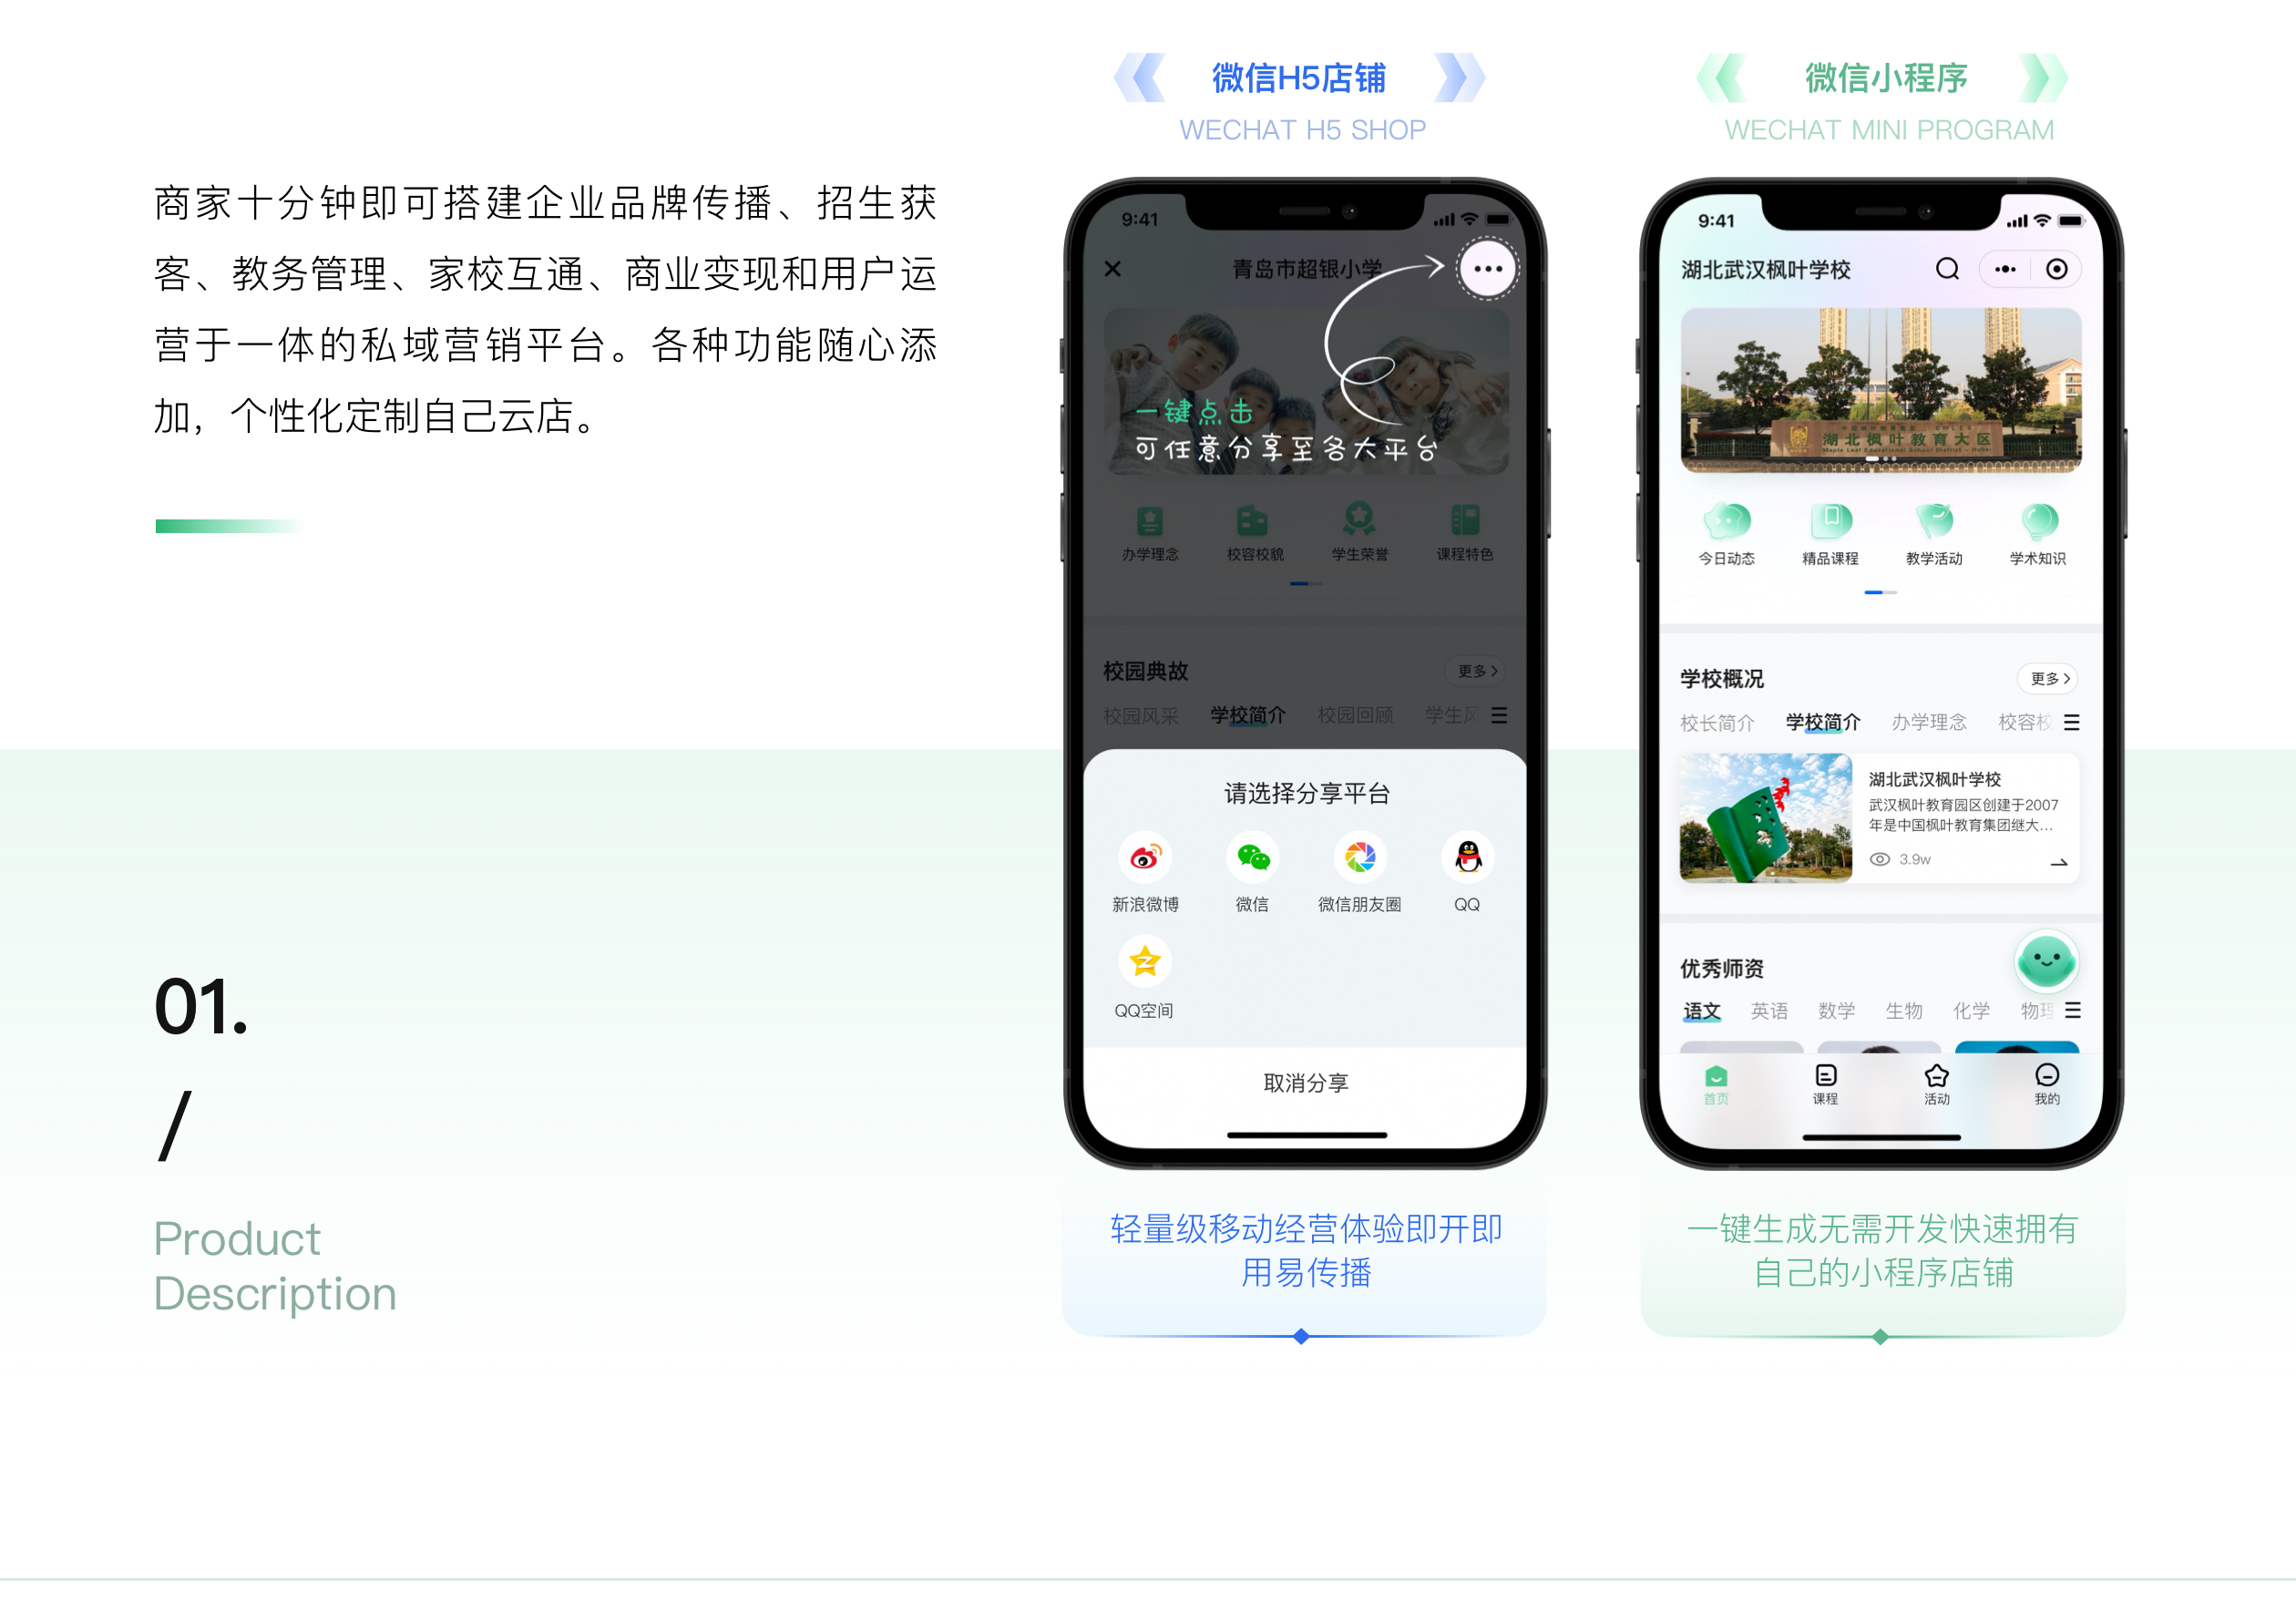 商家十分钟即可搭建企业品牌传播、招生获
客、教务管理、家校互通、商业变现和用户运
营于一体的私域营销平台。各种功能随心添
加，个性化定制自己云店。
01.
/
Product
Description
微信H5店铺
WECHAT H5 SHOP
9:41
青岛市超银小学
一键点击
可任意分享至各大平台
办学理念 校容校貌 学生荣誉 课程特色
校园典故 更多
校园风采 学校简介 校园回顾 学生风
请选择分享平台
新浪微博 微信 微信朋友圈 QQ
QQ空间
取消分享
轻量级移动经营体验即开即
用易传播
微信小程序
WECHAT MINI PROGRAM
9:41
湖北武汉枫叶学校
湖北枫叶教育大区
Maple Leaf Educational School District - Hubei
今日动态 精品课程 教学活动 学术知识
学校概况 更多
校长简介 学校简介 办学理念 校容校
湖北武汉枫叶学校
武汉枫叶教育园区创建于2007
年是中国枫叶教育集团继大...
3.9w
优秀师资
语文 英语 数学 生物 化学 物理
首页 课程 活动 我的
一键生成无需开发快速拥有
自己的小程序店铺